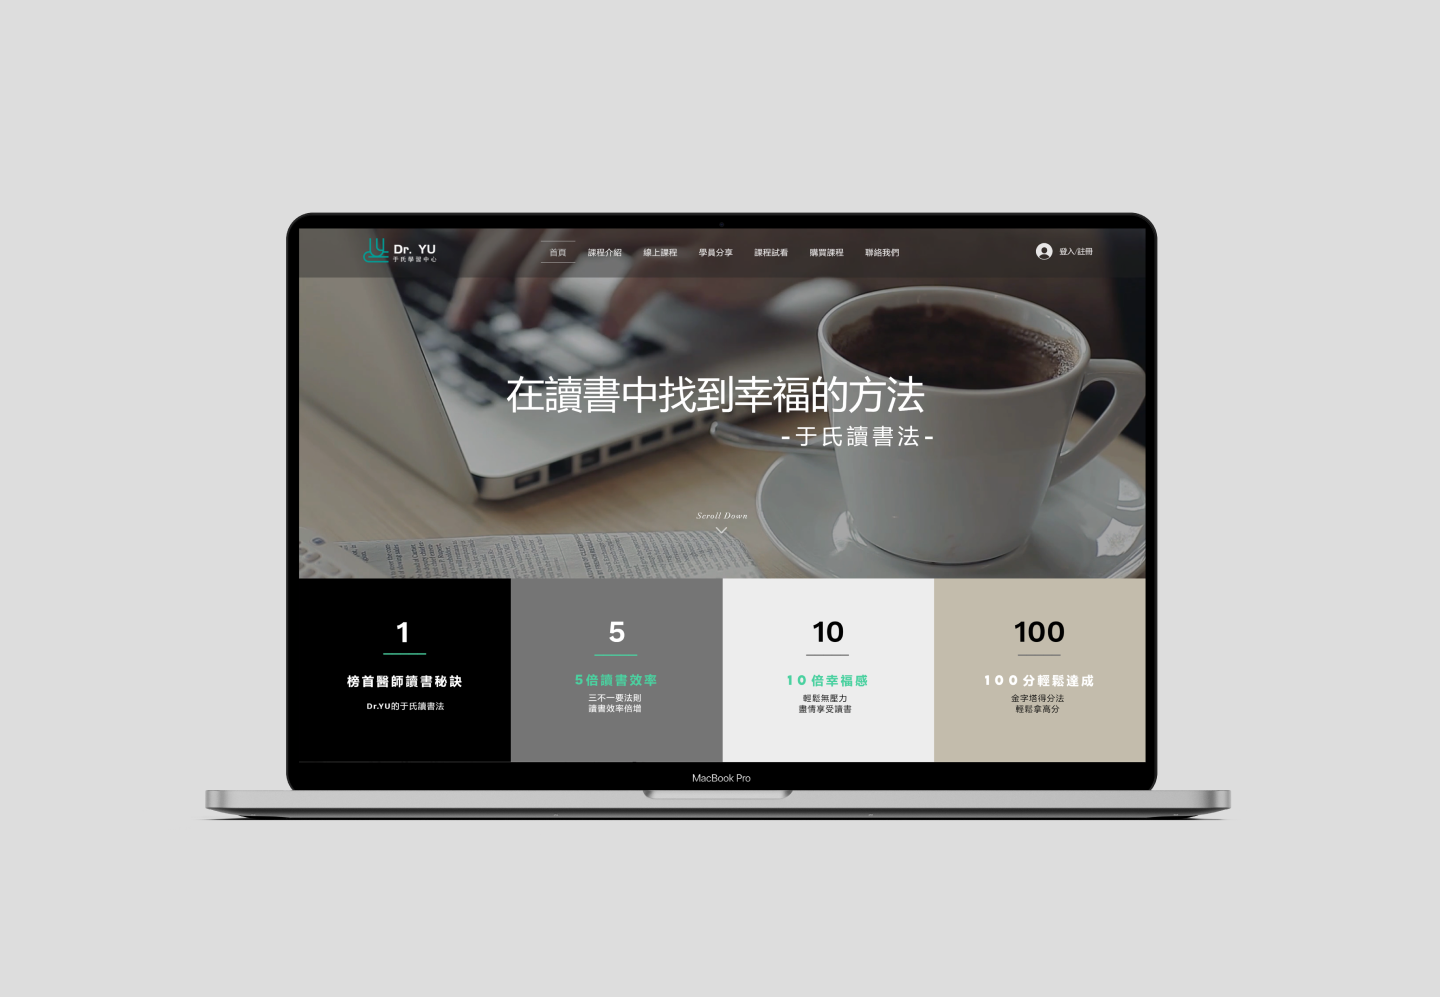 Dr. YU
于氏學習中心
首頁
課程介紹
線上課程
學員分享
課程試看
購買課程
聯絡我們
登入/註冊
在讀書中找到幸福的方法
-于氏讀書法-
Scroll Down
1
榜首醫師讀書秘訣
Dr.YU的于氏讀書法
5
5倍讀書效率
三不一要法則
讀書效率倍增
10
10倍幸福感
輕鬆無壓力
盡情享受讀書
100
100分輕鬆達成
金字塔得分法
輕鬆拿高分
MacBook Pro